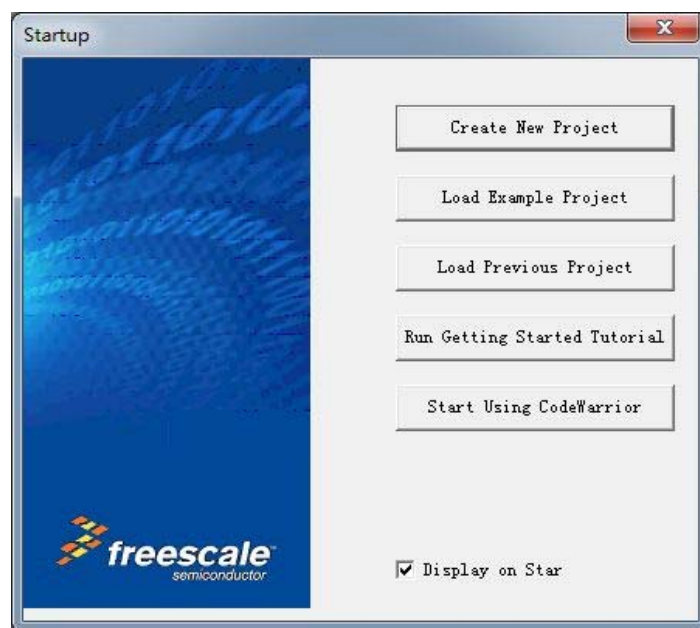 Startup
Create New Project
Load Example Project
Load Previous Project
Run Getting Started Tutorial
Start Using CodeWarrior
freescale
semiconductor
Display on Star